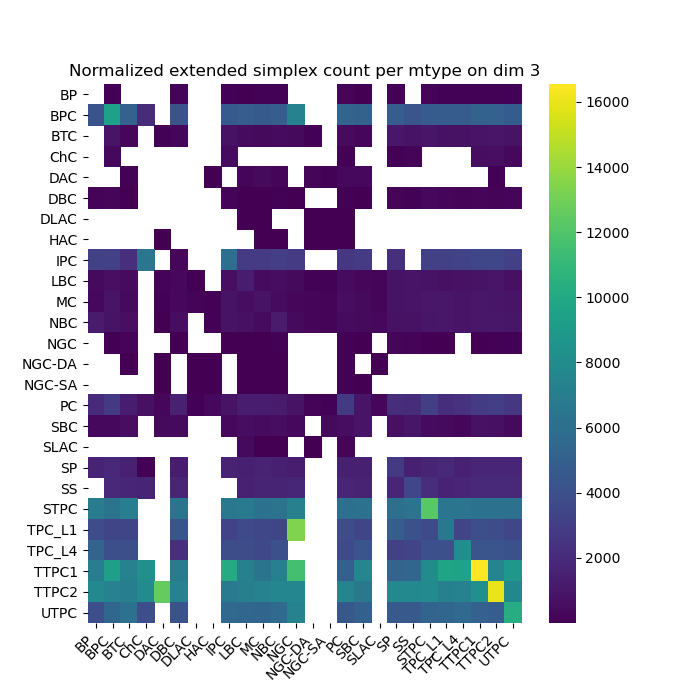 Normalized extended simplex count per mtype on dim 3
BP
BPC
BTC
ChC
DAC
DBC
DLAC
HAC
IPC
LBC
MC
NBC
NGC
NGC-DA
NGC-SA
PC
SBC
SLAC
SP
SS
STPC
TPC_L1
TPC_L4
TTPC1
TTPC2
UTPC
16000
14000
12000
10000
8000
6000
4000
2000
BP
BPC
BTC
ChC
DAC
DBC
DLAC
HAC
IPC
LBC
MC
NBC
NGC
NGC-DA
NGC-SA
PC
SBC
SLAC
SP
SS
STPC
TPC_L1
TPC_L4
TTPC1
TTPC2
UTPC